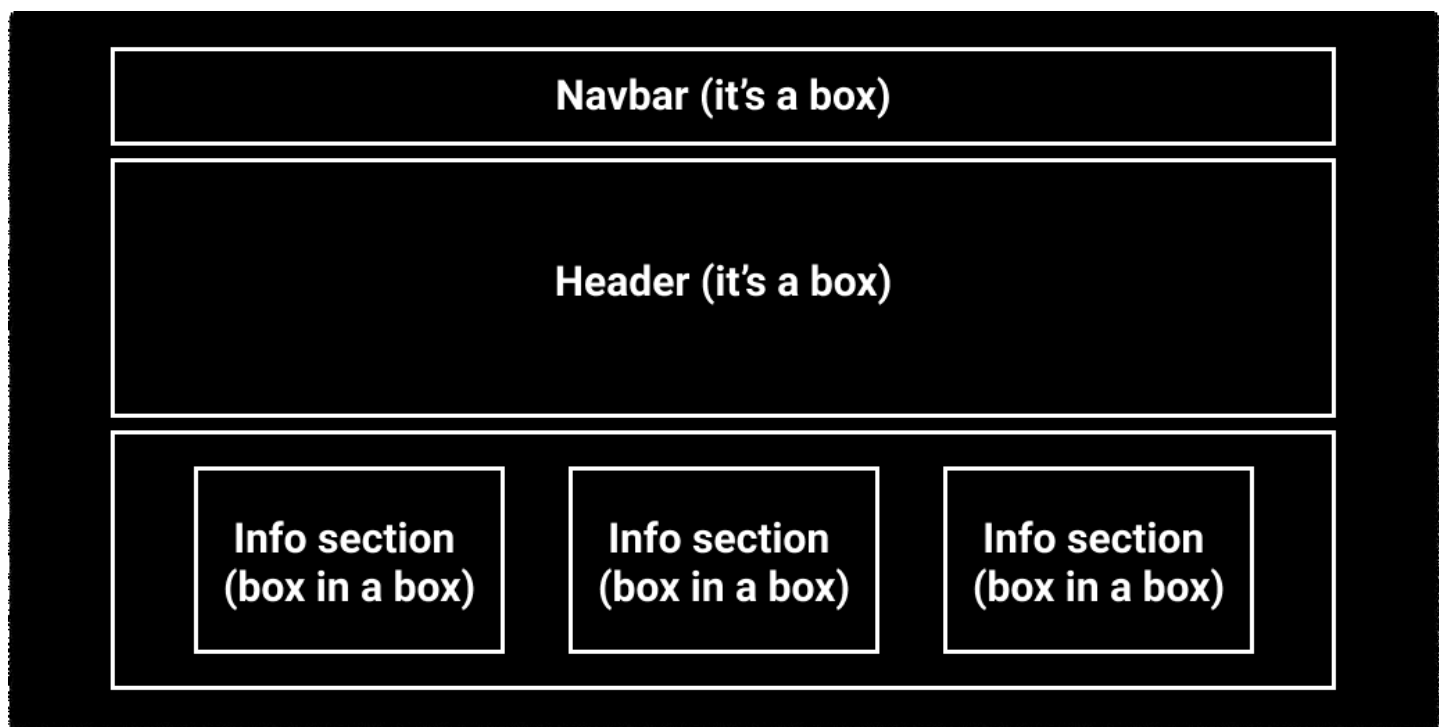 Navbar (it’s a box)
Header (it’s a box)
Info section
(box in a box)
Info section
(box in a box)
Info section
(box in a box)